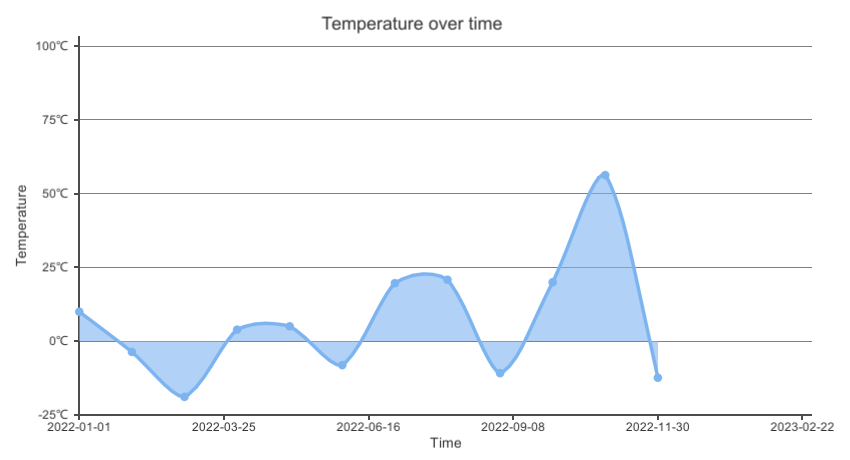 Temperature over time
100℃
75℃
50℃
25℃
0℃
-25℃
Temperature
2022-01-01 2022-03-25 2022-06-16 2022-09-08 2022-11-30 2023-02-22
Time